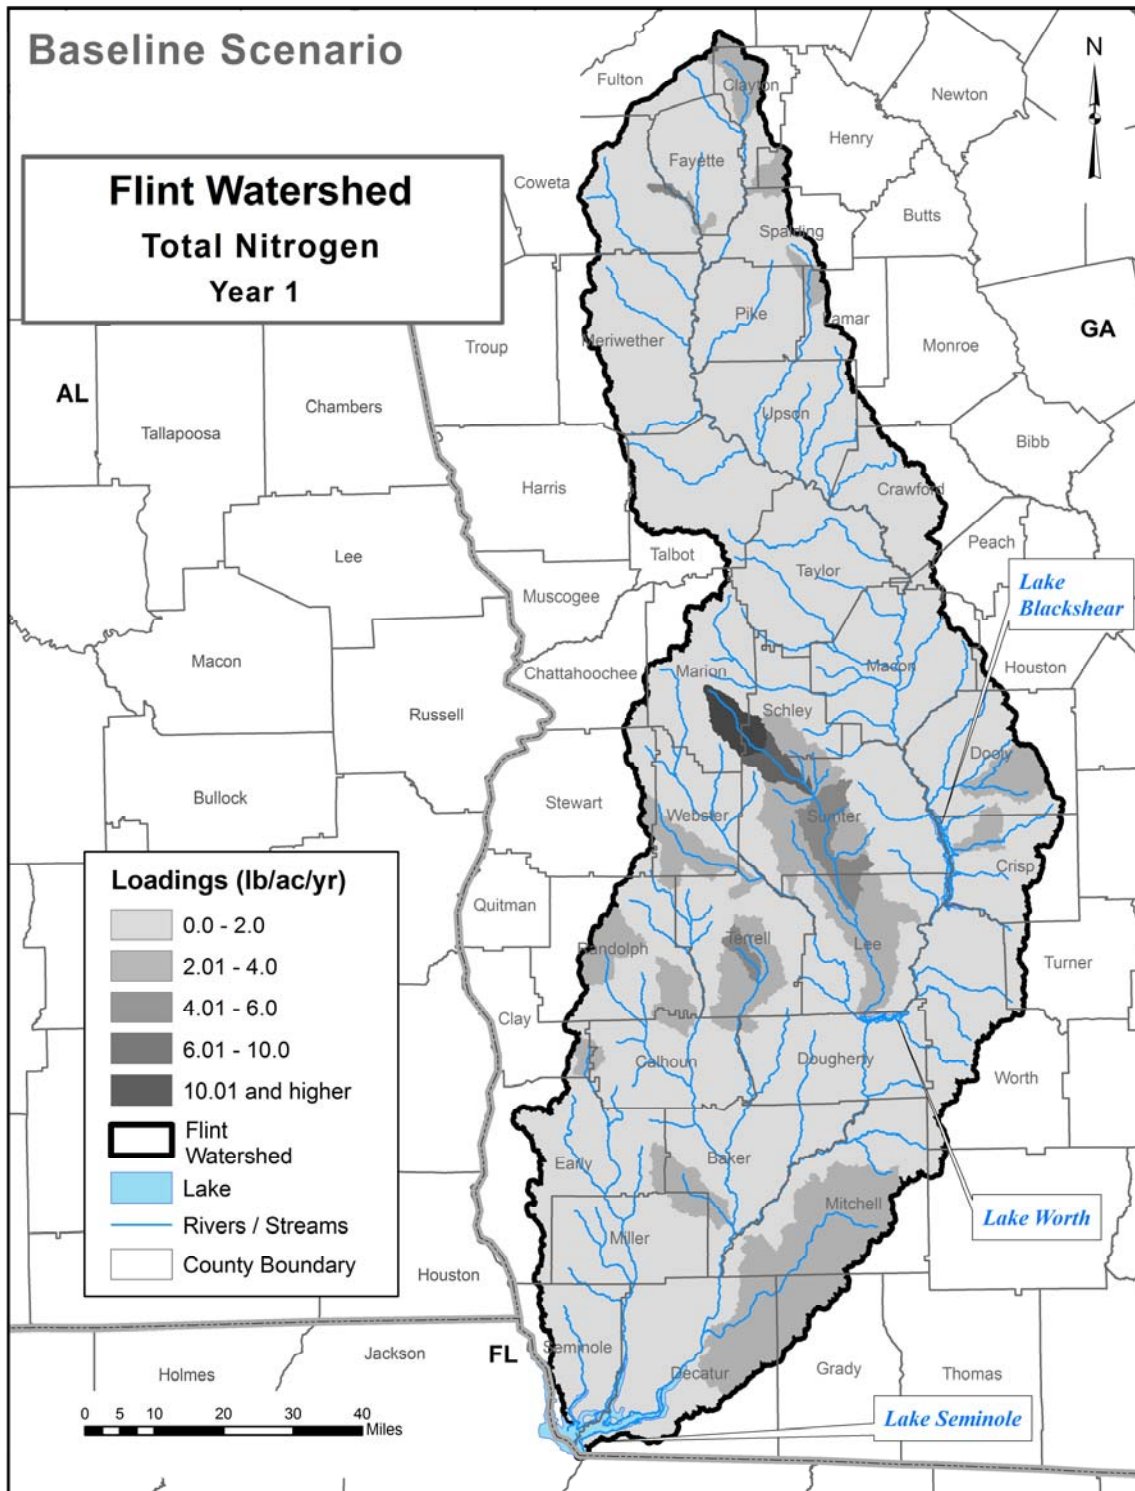 Baseline Scenario
N
Flint Watershed
Total Nitrogen
Year 1
Fulton
Clayton
Newton
Henry
Fayette
Coweta
Butts
Spalding
Pike
Lamar
GA
Meriwether
Troup
Monroe
AL
Chambers
Tallapoosa
Upson
Bibb
Harris
Crawford
Lee
Talbot
Peach
Taylor
Lake
Blackshear
Muscogee
Macon
Chattahoochee
Marion
Macon
Houston
Russell
Schley
Dooly
Bullock
Stewart
Webster
Sumter
Crisp
Loadings (lb/ac/yr)
0.0 - 2.0
2.01 - 4.0
4.01 - 6.0
6.01 - 10.0
10.01 and higher
Flint
Watershed
Lake
Rivers / Streams
County Boundary
Quitman
Randolph
Terrell
Lee
Turner
Clay
Calhoun
Dougherty
Worth
Early
Baker
Mitchell
Lake Worth
Miller
Houston
Seminole
FL
Jackson
Holmes
Decatur
Grady
Thomas
Lake Seminole
0 5 10 20 30 40
Miles